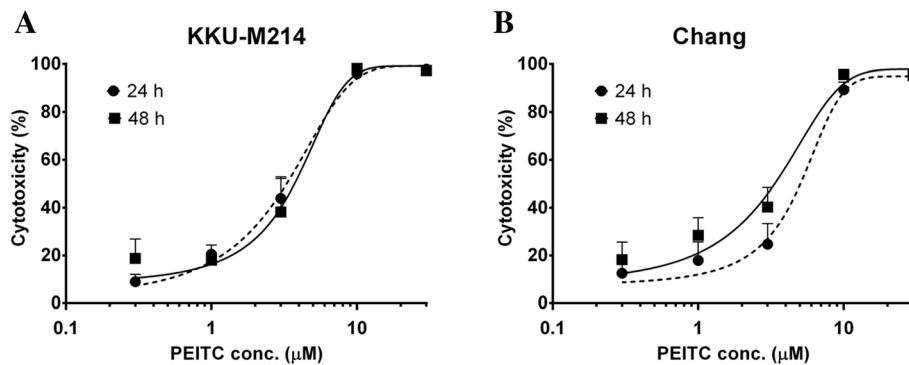 A
KKU-M214
Cytotoxicity (%)
100
80
60
40
20
0
24 h
48 h
0.1
1
10
PEITC conc. (μM)
B
Chang
Cytotoxicity (%)
100
80
60
40
20
0
24 h
48 h
0.1
1
10
PEITC conc. (μM)